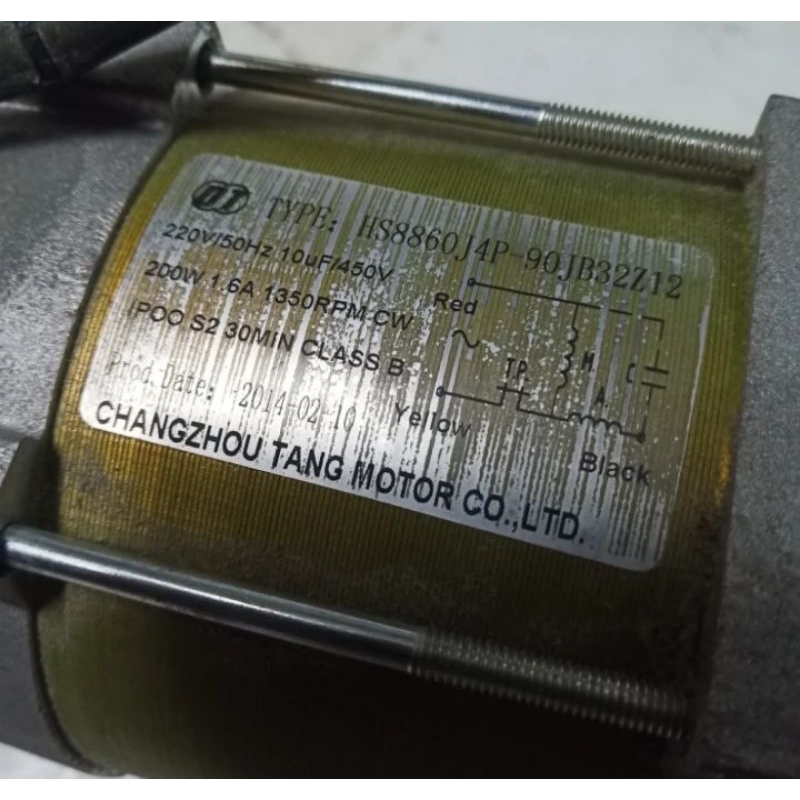 TYPE: HS8860J4P-90JB32Z12
220V/50Hz 10uF/450V
200W 1.6A 1350RPM CW
IPOO S2 30MIN CLASS B
Prod.Date: 2014-02-10
CHANGZHOU TANG MOTOR CO.,LTD.
Red
M.
C
T.P.
A.
Yellow
Black